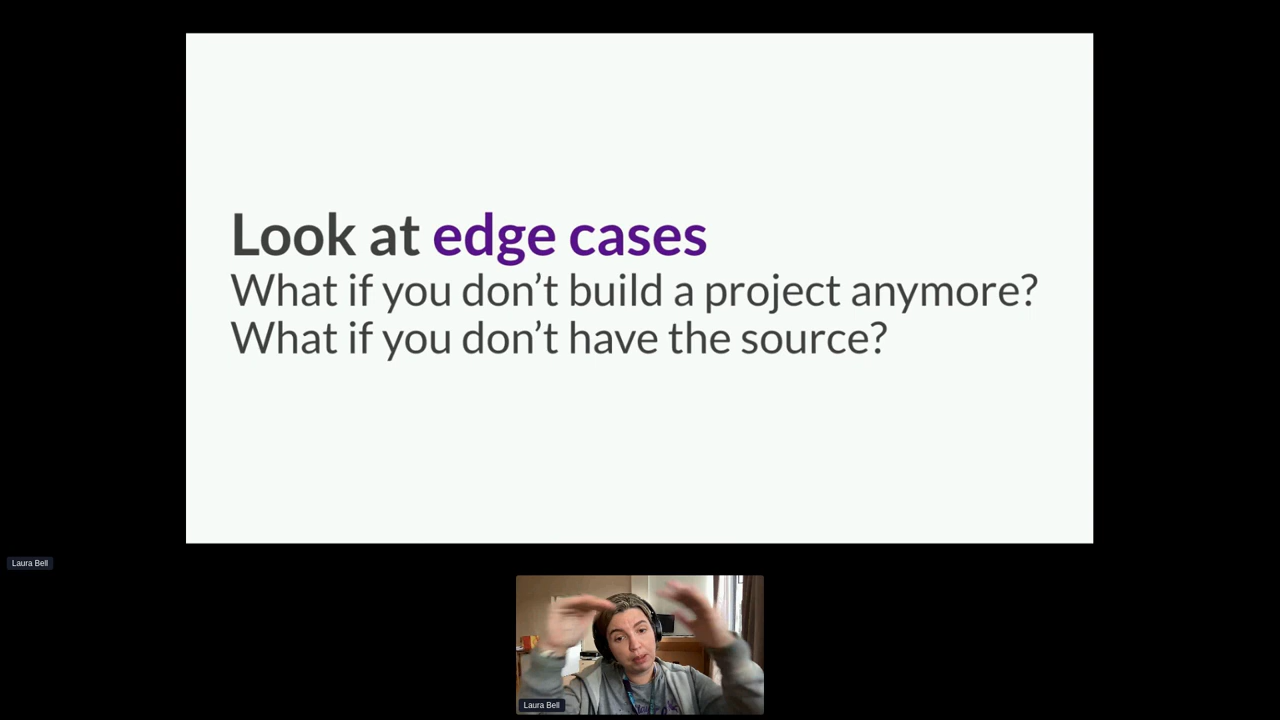 Look at edge cases
What if you don’t build a project anymore?
What if you don’t have the source?
Laura Bell
Laura Bell